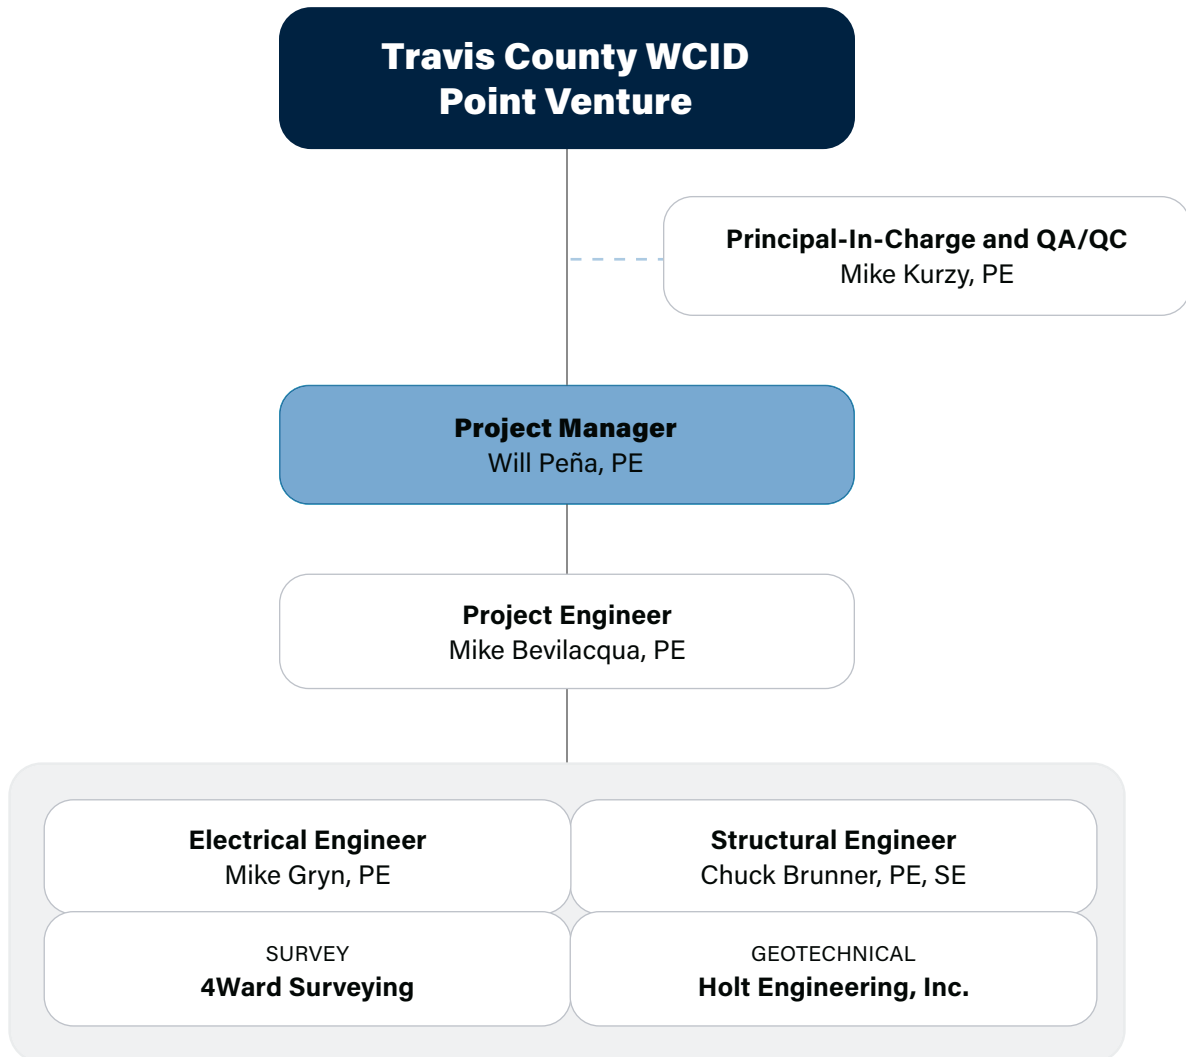 Travis County WCID
Point Venture
Principal-In-Charge and QA/QC
Mike Kurzy, PE
Project Manager
Will Peña, PE
Project Engineer
Mike Bevilacqua, PE
Electrical Engineer
Mike Gryn, PE
Structural Engineer
Chuck Brunner, PE, SE
SURVEY
4Ward Surveying
GEOTECHNICAL
Holt Engineering, Inc.